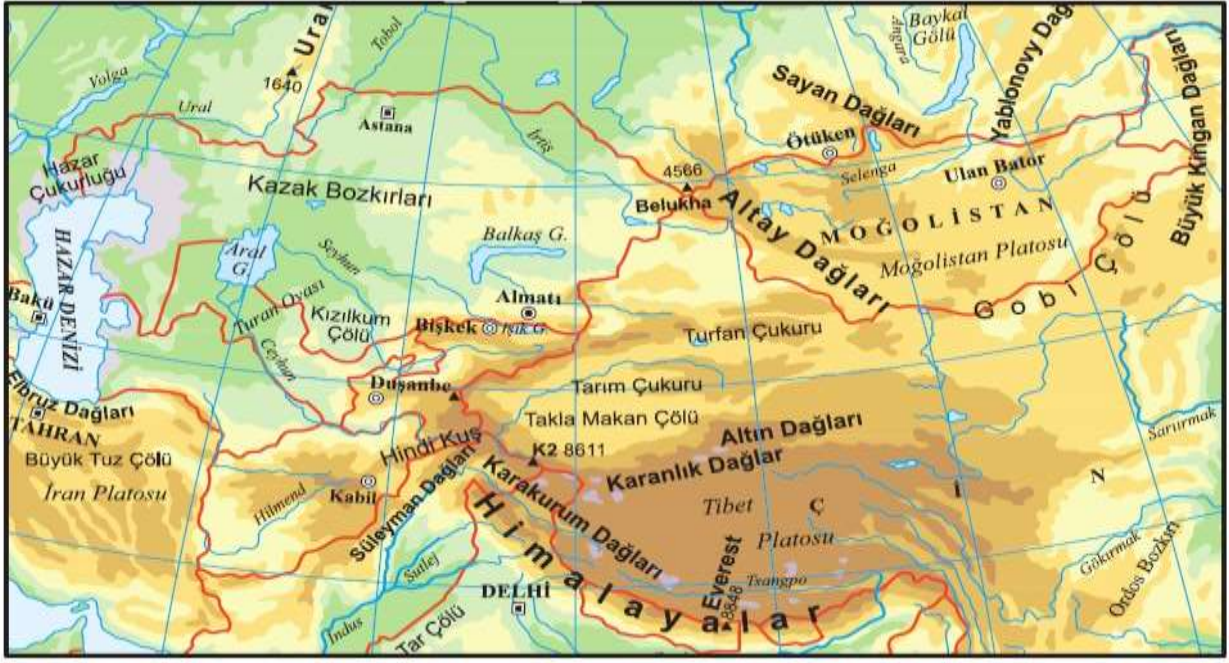 Ural
1640
Volga
Ural
Tobol
Astana
İrtiş
Hazar
Çukurluğu
Kazak Bozkırları
HAZAR DENİZİ
Bakü
Aral
G.
Seyhun
Balkaş G.
Turan Ovası
Kızılkum
Çölü
Ceyhun
Almatı
Bişkek
Işık G.
Duşanbe
Elbruz Dağları
TAHRAN
Büyük Tuz Çölü
İran Platosu
Hindi Kuş
Kabil
Hilmend
Süleyman Dağları
Sutlej
Indus
Tar Çölü
DELHİ
Angara
Baykal
Gölü
Sayan Dağları
Yablonovy Dağ
Büyük Kingan Dağları
Ötüken
Selenga
Ulan Bator
4566
Belukha
Altay Dağları
MOĞOLİSTAN
Moğolistan Platosu
Gobi Çölü
Turfan Çukuru
Tarım Çukuru
Takla Makan Çölü
K2 8611
Altın Dağları
Karanlık Dağlar
Karakurum Dağları
Himalayalar
Tibet
Platosu
ÇİN
Tsangpo
Everest
8848
Sarıırmak
Gökırmak
Ordos Bozkırı